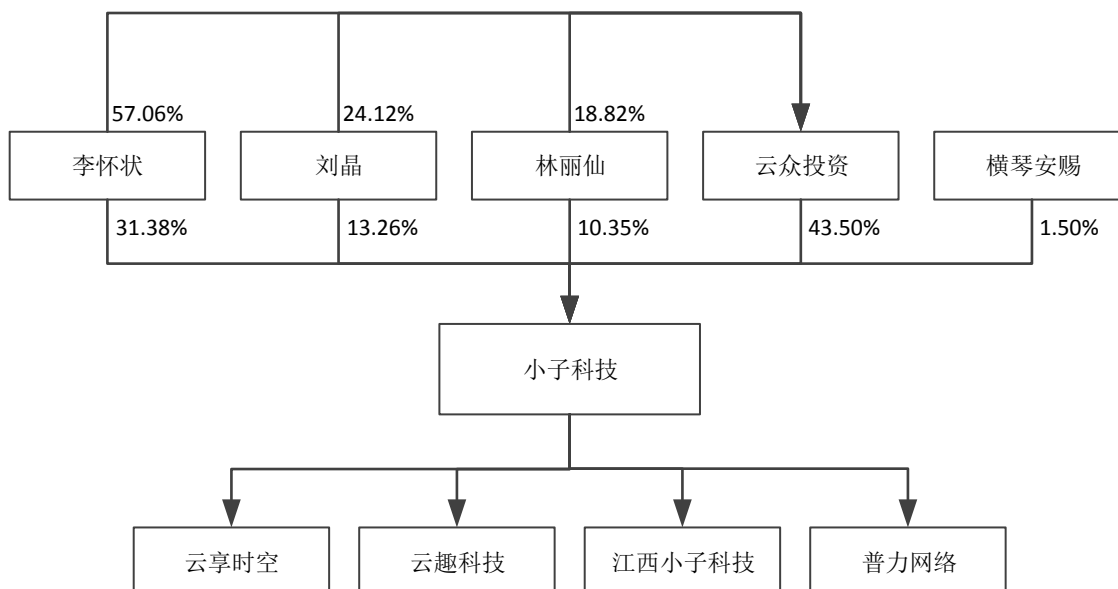 57.06%
24.12%
18.82%
李怀状
刘晶
林丽仙
云众投资
横琴安赐
31.38%
13.26%
10.35%
43.50%
1.50%
小子科技
云享时空
云趣科技
江西小子科技
普力网络